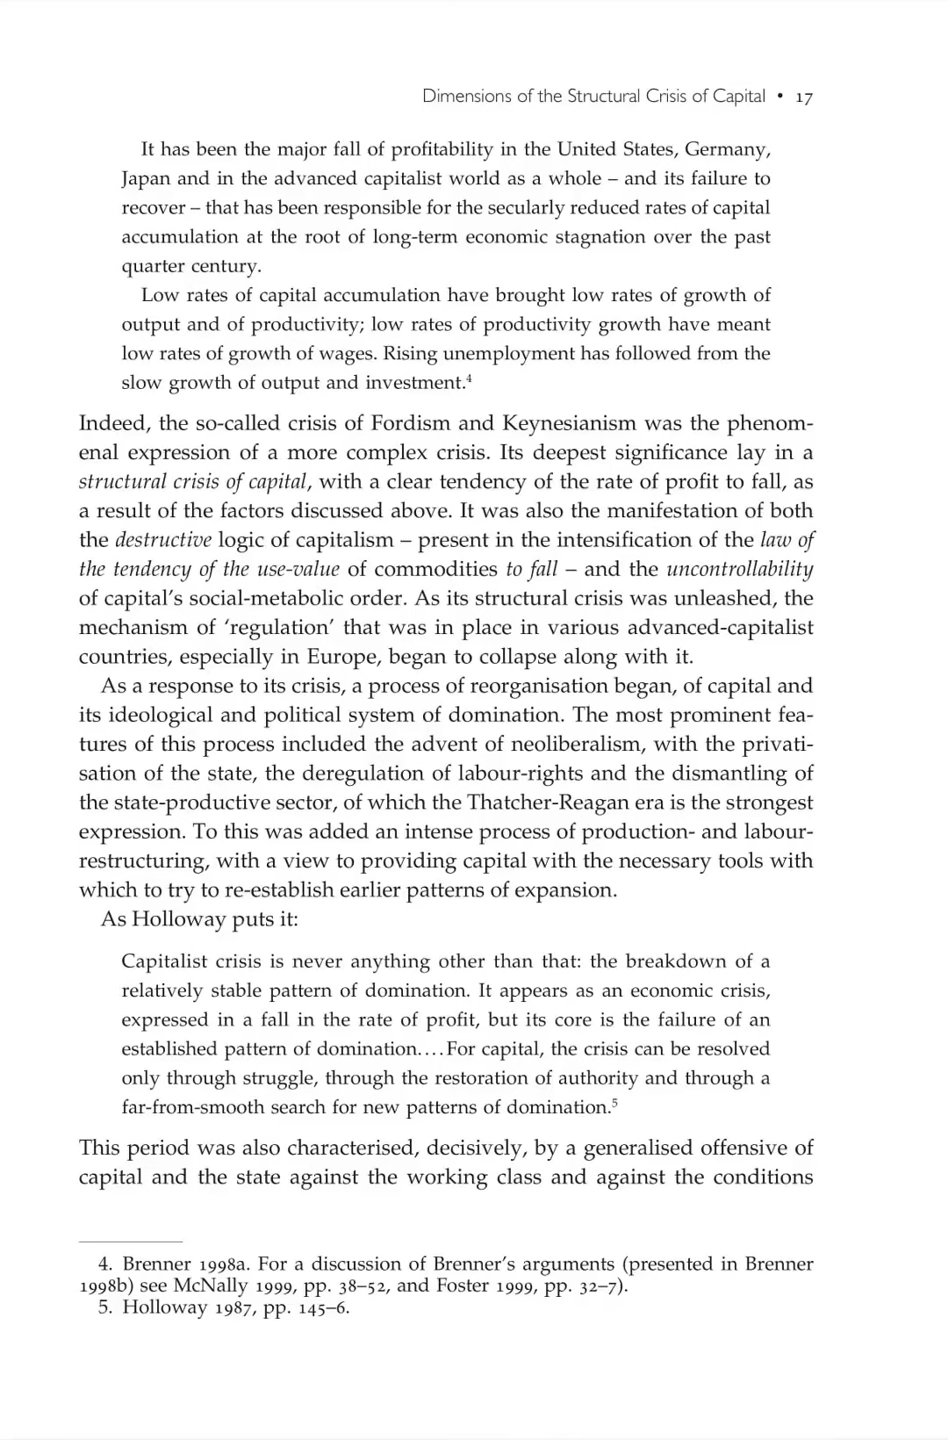 Dimensions of the Structural Crisis of Capital • 17
It has been the major fall of profitability in the United States, Germany,
Japan and in the advanced capitalist world as a whole – and its failure to
recover – that has been responsible for the secularly reduced rates of capital
accumulation at the root of long-term economic stagnation over the past
quarter century.
Low rates of capital accumulation have brought low rates of growth of
output and of productivity; low rates of productivity growth have meant
low rates of growth of wages. Rising unemployment has followed from the
slow growth of output and investment.4
Indeed, the so-called crisis of Fordism and Keynesianism was the phenom-
enal expression of a more complex crisis. Its deepest significance lay in a
structural crisis of capital, with a clear tendency of the rate of profit to fall, as
a result of the factors discussed above. It was also the manifestation of both
the destructive logic of capitalism – present in the intensification of the law of
the tendency of the use-value of commodities to fall – and the uncontrollability
of capital's social-metabolic order. As its structural crisis was unleashed, the
mechanism of ‘regulation’ that was in place in various advanced-capitalist
countries, especially in Europe, began to collapse along with it.
As a response to its crisis, a process of reorganisation began, of capital and
its ideological and political system of domination. The most prominent fea-
tures of this process included the advent of neoliberalism, with the privati-
sation of the state, the deregulation of labour-rights and the dismantling of
the state-productive sector, of which the Thatcher-Reagan era is the strongest
expression. To this was added an intense process of production- and labour-
restructuring, with a view to providing capital with the necessary tools with
which to try to re-establish earlier patterns of expansion.
As Holloway puts it:
Capitalist crisis is never anything other than that: the breakdown of a
relatively stable pattern of domination. It appears as an economic crisis,
expressed in a fall in the rate of profit, but its core is the failure of an
established pattern of domination....For capital, the crisis can be resolved
only through struggle, through the restoration of authority and through a
far-from-smooth search for new patterns of domination.5
This period was also characterised, decisively, by a generalised offensive of
capital and the state against the working class and against the conditions
4. Brenner 1998a. For a discussion of Brenner's arguments (presented in Brenner
1998b) see McNally 1999, pp. 38–52, and Foster 1999, pp. 32–7).
5. Holloway 1987, pp. 145–6.